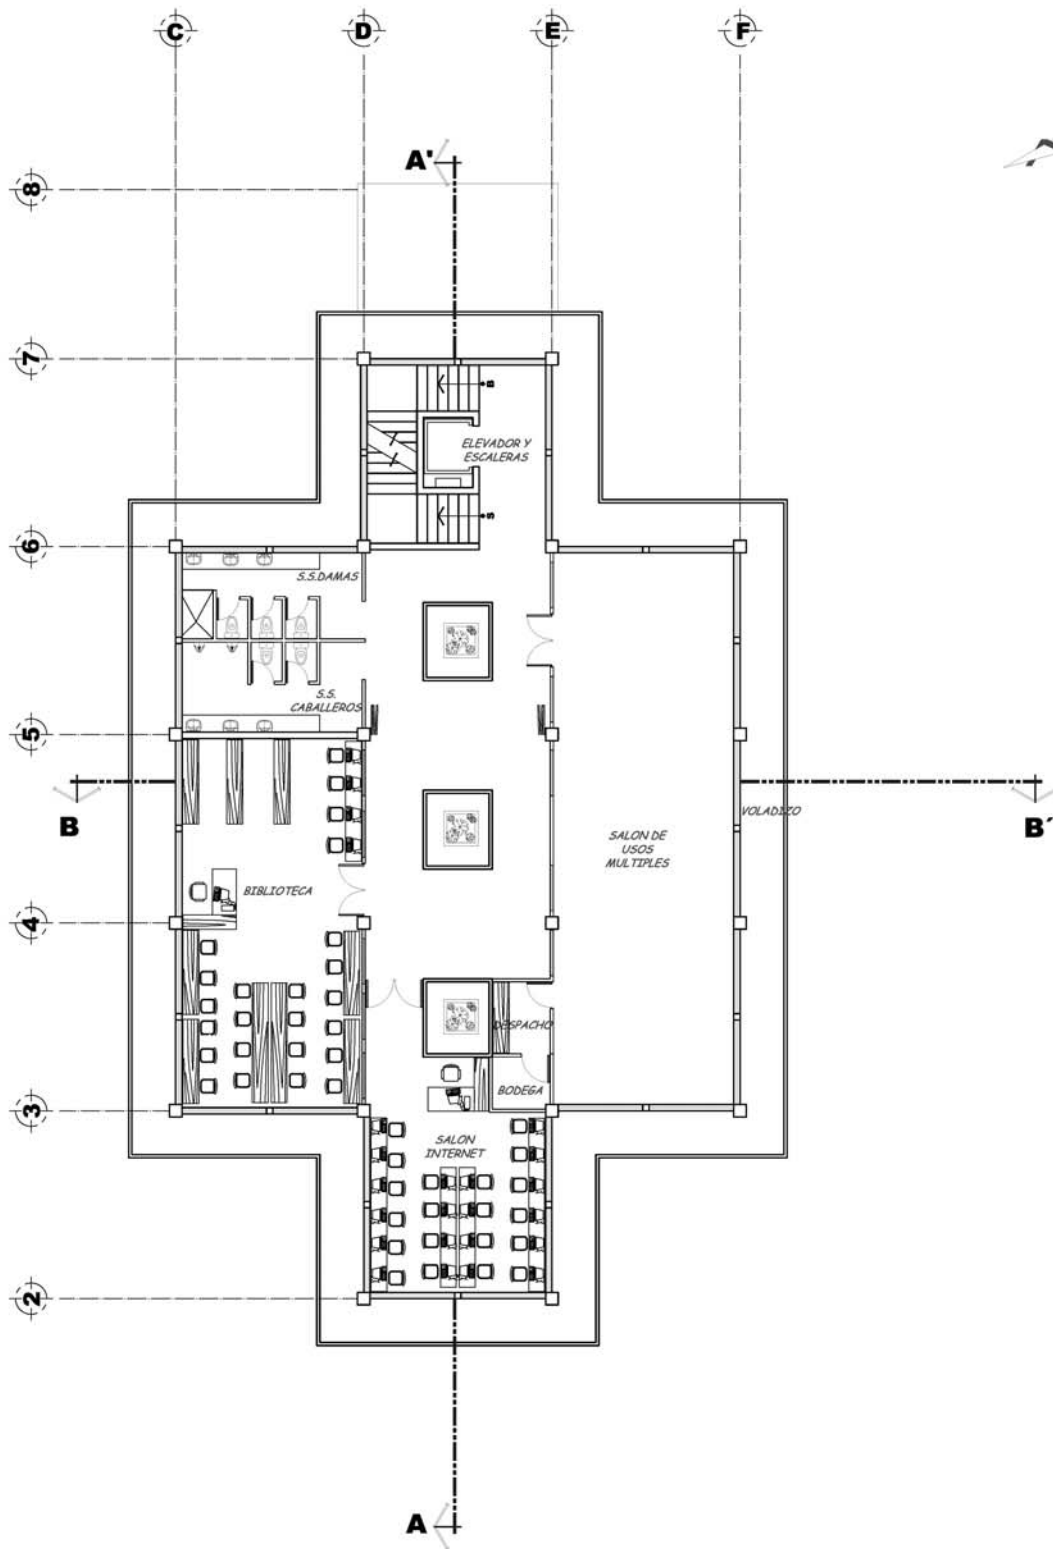 C
D
E
F
A'
8
7
B
ELEVADOR Y
ESCALERAS
S
6
S.S.DAMAS
S.S.
CABALLEROS
5
B
B´
VOLADIZO
SALON DE
USOS
MULTIPLES
BIBLIOTECA
4
DESPACHO
BODEGA
3
SALON
INTERNET
2
A